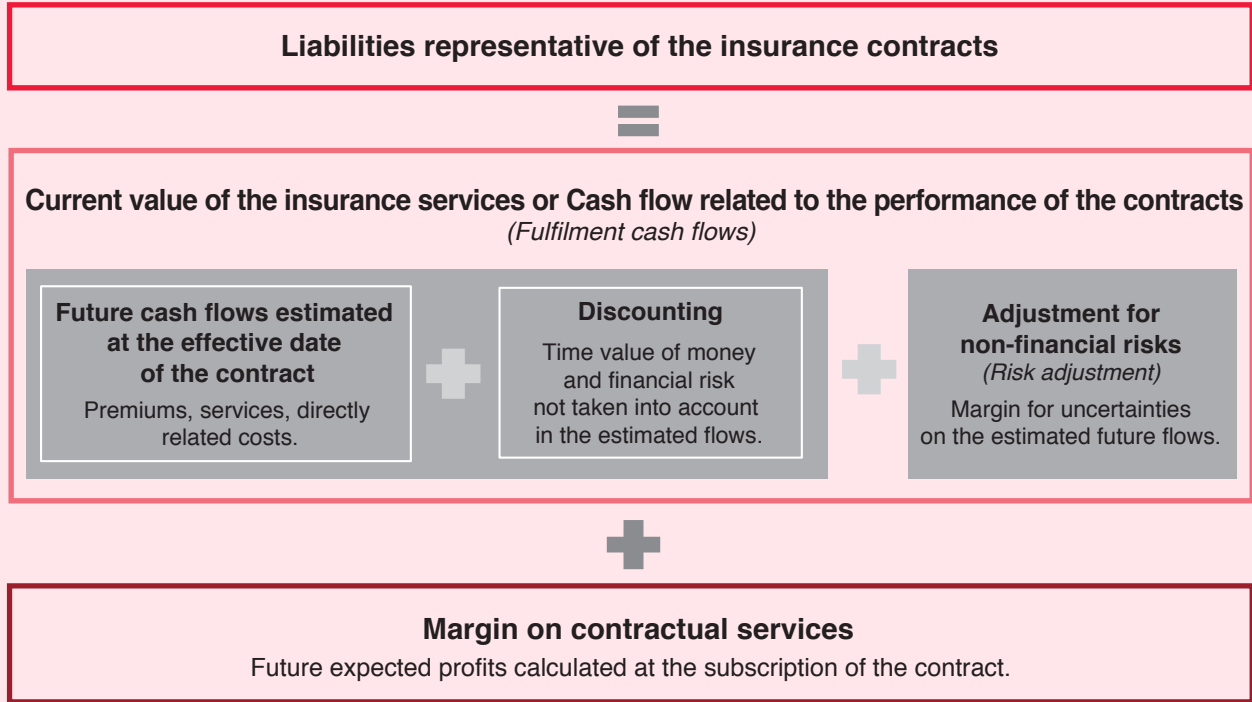 Liabilities representative of the insurance contracts
=
Current value of the insurance services or Cash flow related to the performance of the contracts
(Fulfilment cash flows)
Future cash flows estimated
at the effective date
of the contract
Premiums, services, directly
related costs.
+
Discounting
Time value of money
and financial risk
not taken into account
in the estimated flows.
+
Adjustment for
non-financial risks
(Risk adjustment)
Margin for uncertainties
on the estimated future flows.
+
Margin on contractual services
Future expected profits calculated at the subscription of the contract.